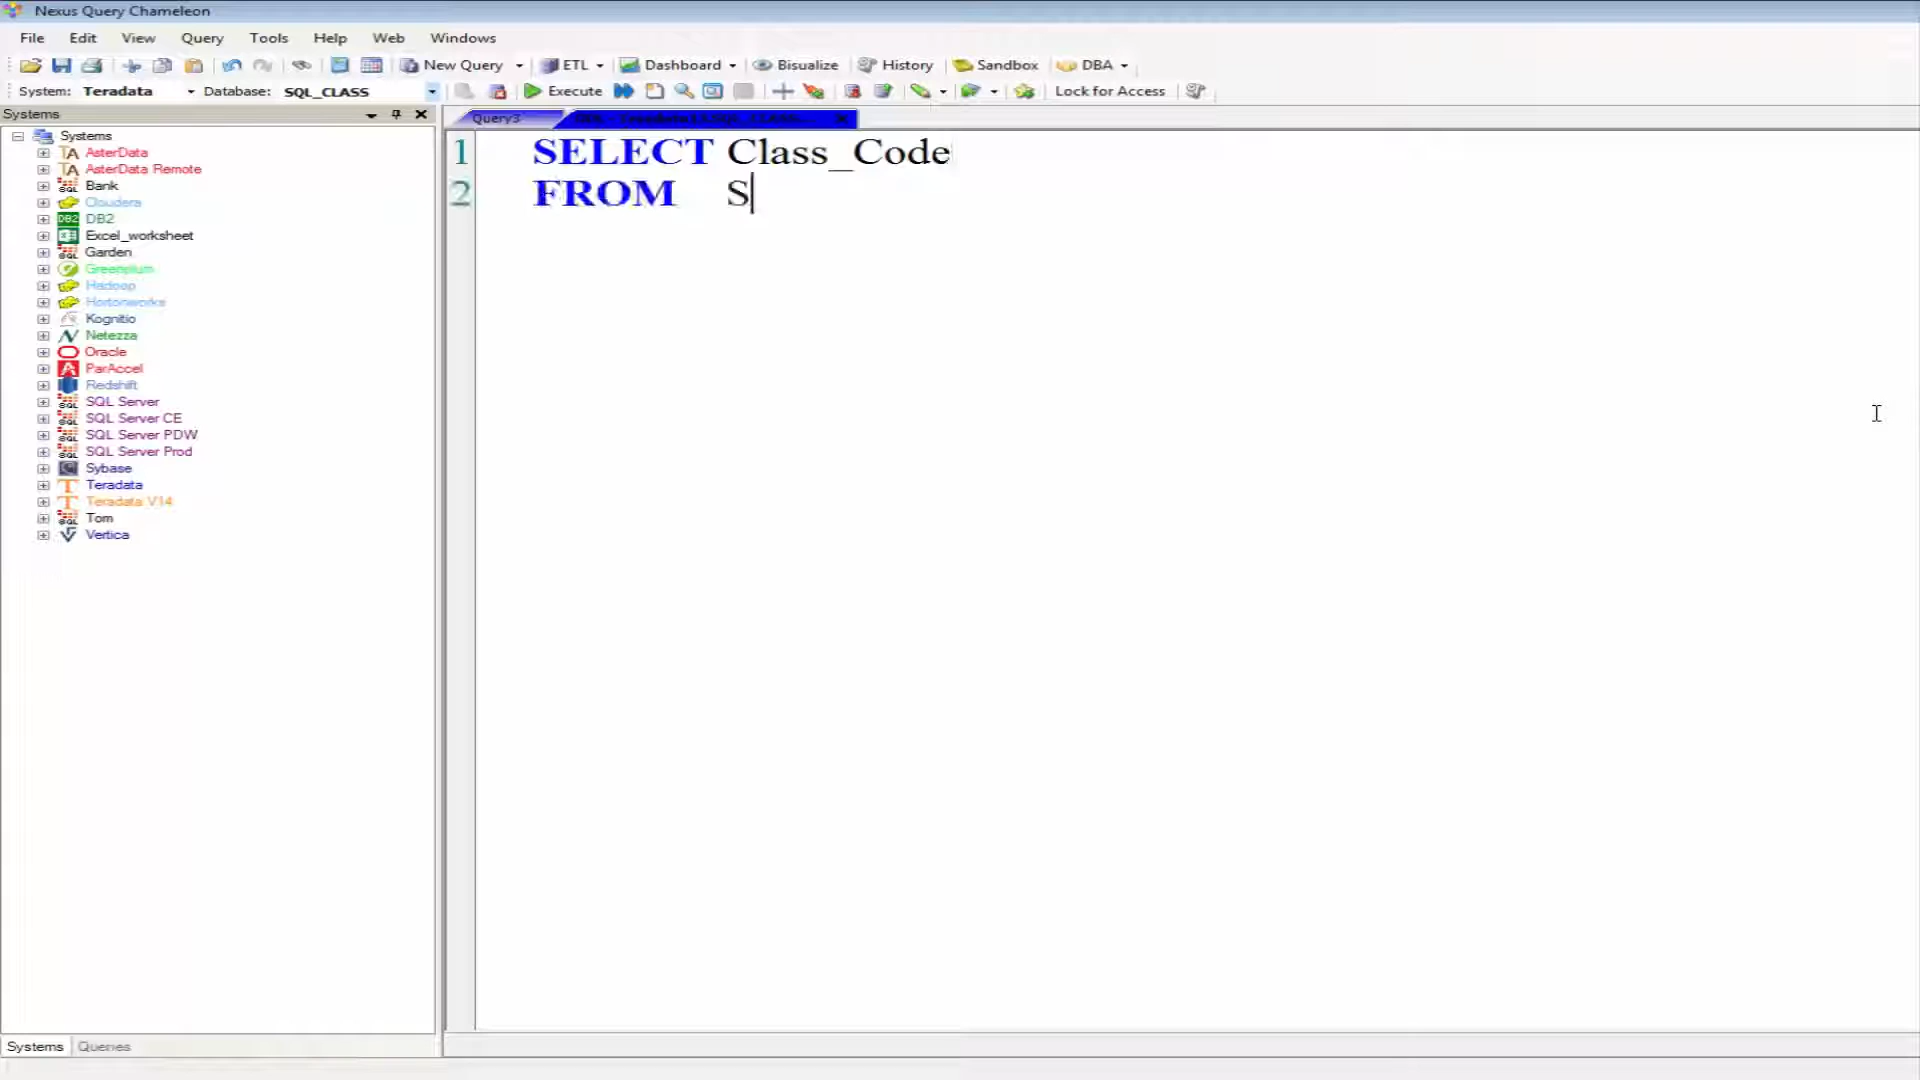 Nexus Query Chameleon
File Edit View Query Tools Help Web Windows
New Query ETL Dashboard Bisualize History Sandbox DBA
System: Teradata Database: SQL_CLASS Execute Lock for Access
Systems
Query3
Systems
AsterData
AsterData Remote
Bank
Cloudera
DB2
Excel_worksheet
Garden
Greenplum
Hadoop
Hortonworks
Kognitio
Netezza
Oracle
ParAccel
Redshift
SQL Server
SQL Server CE
SQL Server PDW
SQL Server Prod
Sybase
Teradata
Teradata V14
Tom
Vertica
1 SELECT Class_Code
2 FROM S
Systems Queries